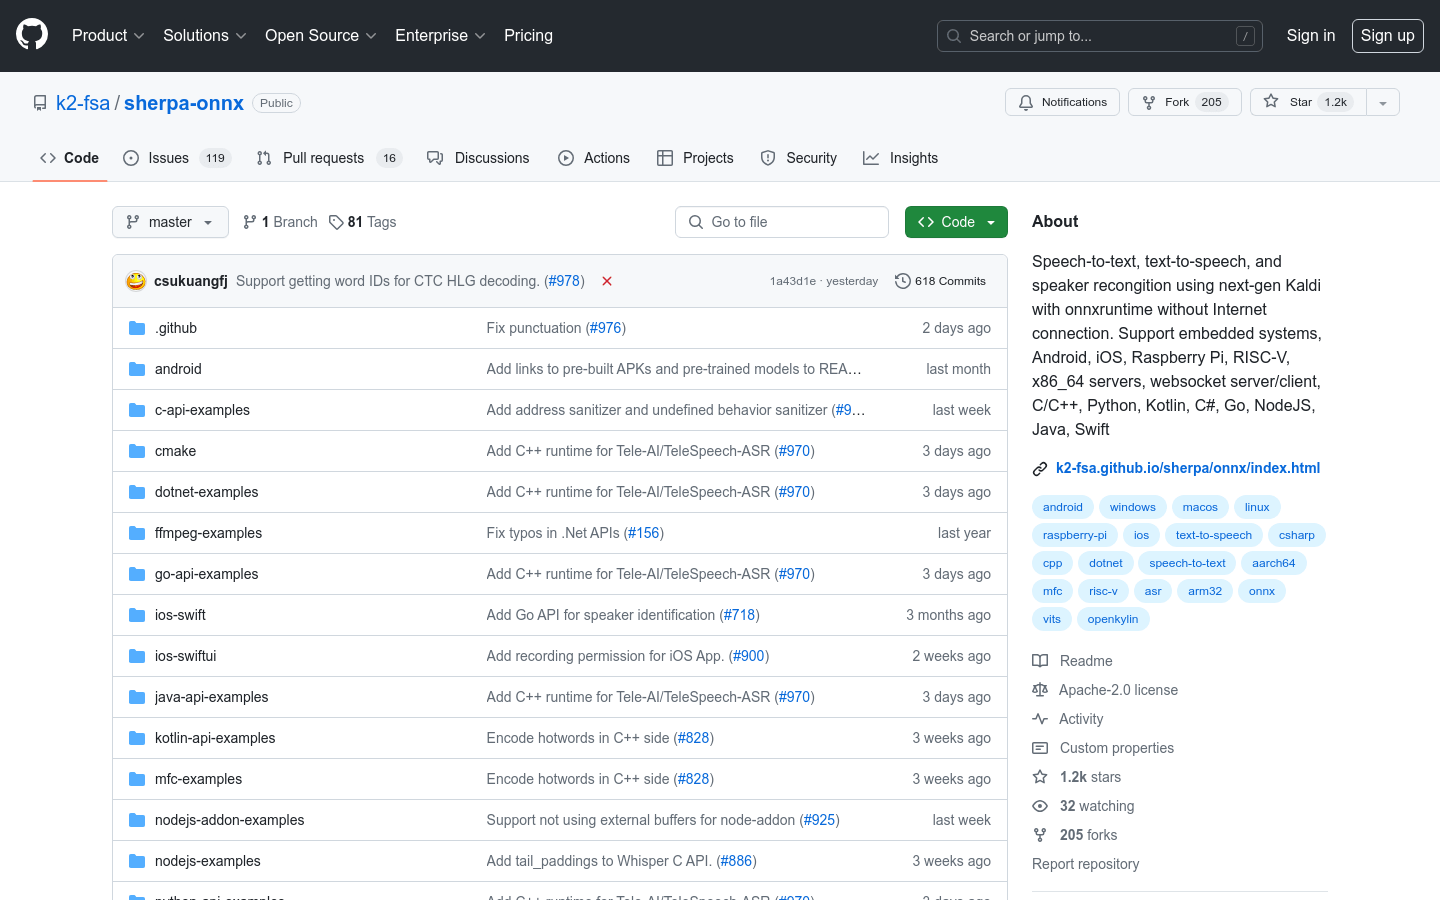 Product Solutions Open Source Enterprise Pricing Search or jump to... / Sign in Sign up
k2-fsa / sherpa-onnx Public Notifications Fork 205 Star 1.2k
Code Issues 119 Pull requests 16 Discussions Actions Projects Security Insights
master 1 Branch 81 Tags Go to file Code
csukuangfj Support getting word IDs for CTC HLG decoding. (#978) 1a43d1e · yesterday 618 Commits
.github Fix punctuation (#976) 2 days ago
android Add links to pre-built APKs and pre-trained models to REA… last month
c-api-examples Add address sanitizer and undefined behavior sanitizer (#9… last week
cmake Add C++ runtime for Tele-AI/TeleSpeech-ASR (#970) 3 days ago
dotnet-examples Add C++ runtime for Tele-AI/TeleSpeech-ASR (#970) 3 days ago
ffmpeg-examples Fix typos in .Net APIs (#156) last year
go-api-examples Add C++ runtime for Tele-AI/TeleSpeech-ASR (#970) 3 days ago
ios-swift Add Go API for speaker identification (#718) 3 months ago
ios-swiftui Add recording permission for iOS App. (#900) 2 weeks ago
java-api-examples Add C++ runtime for Tele-AI/TeleSpeech-ASR (#970) 3 days ago
kotlin-api-examples Encode hotwords in C++ side (#828) 3 weeks ago
mfc-examples Encode hotwords in C++ side (#828) 3 weeks ago
nodejs-addon-examples Support not using external buffers for node-addon (#925) last week
nodejs-examples Add tail_paddings to Whisper C API. (#886) 3 weeks ago
python-api-examples Add C++ runtime for Tele-AI/TeleSpeech-ASR (#970) 3 days ago
About
Speech-to-text, text-to-speech, and
speaker recongition using next-gen Kaldi
with onnxruntime without Internet
connection. Support embedded systems,
Android, iOS, Raspberry Pi, RISC-V,
x86_64 servers, websocket server/client,
C/C++, Python, Kotlin, C#, Go, NodeJS,
Java, Swift
k2-fsa.github.io/sherpa/onnx/index.html
android windows macos linux
raspberry-pi ios text-to-speech csharp
cpp dotnet speech-to-text aarch64
mfc risc-v asr arm32 onnx
vits openkylin
Readme
Apache-2.0 license
Activity
Custom properties
1.2k stars
32 watching
205 forks
Report repository